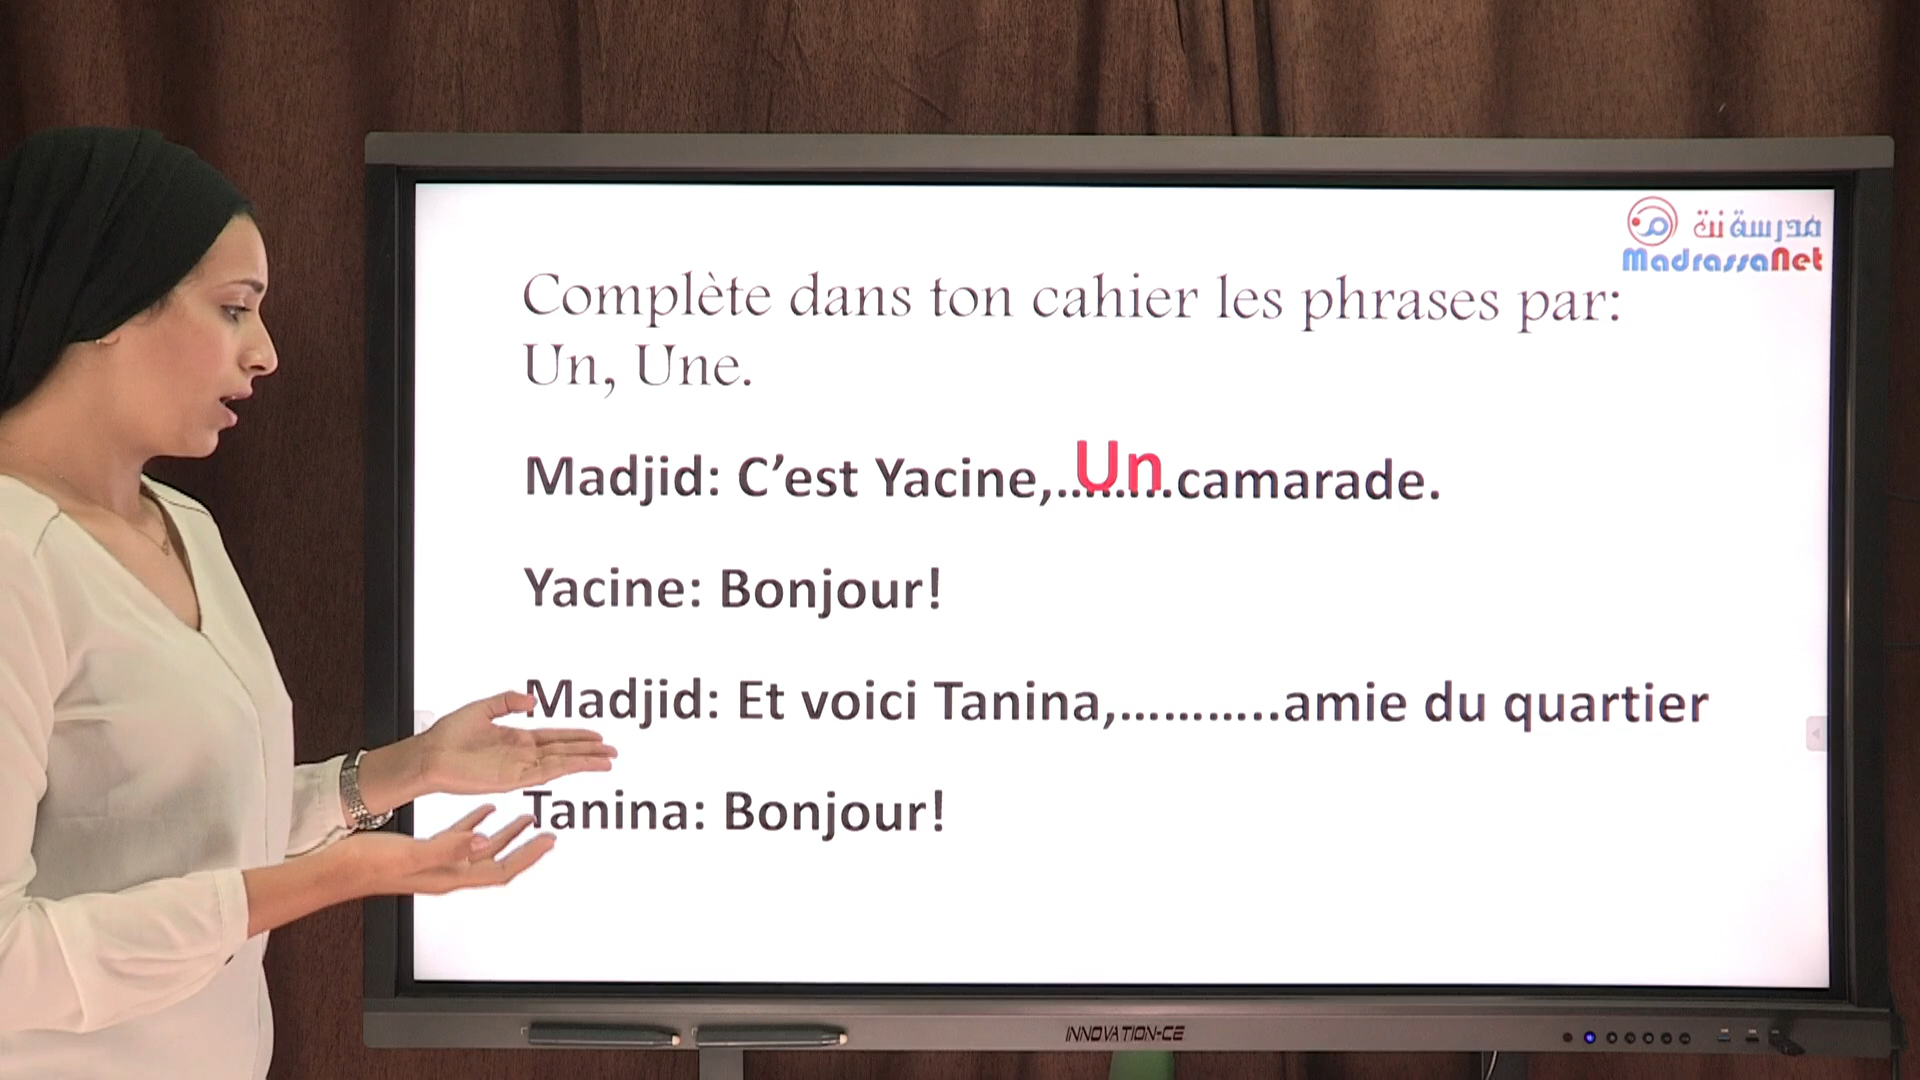 مدرسة نت
MadrassaNet
Complète dans ton cahier les phrases par:
Un, Une.
Madjid: C’est Yacine,...Un...camarade.
Yacine: Bonjour!
Madjid: Et voici Tanina,………..amie du quartier
Tanina: Bonjour!
INNOVATION-CE